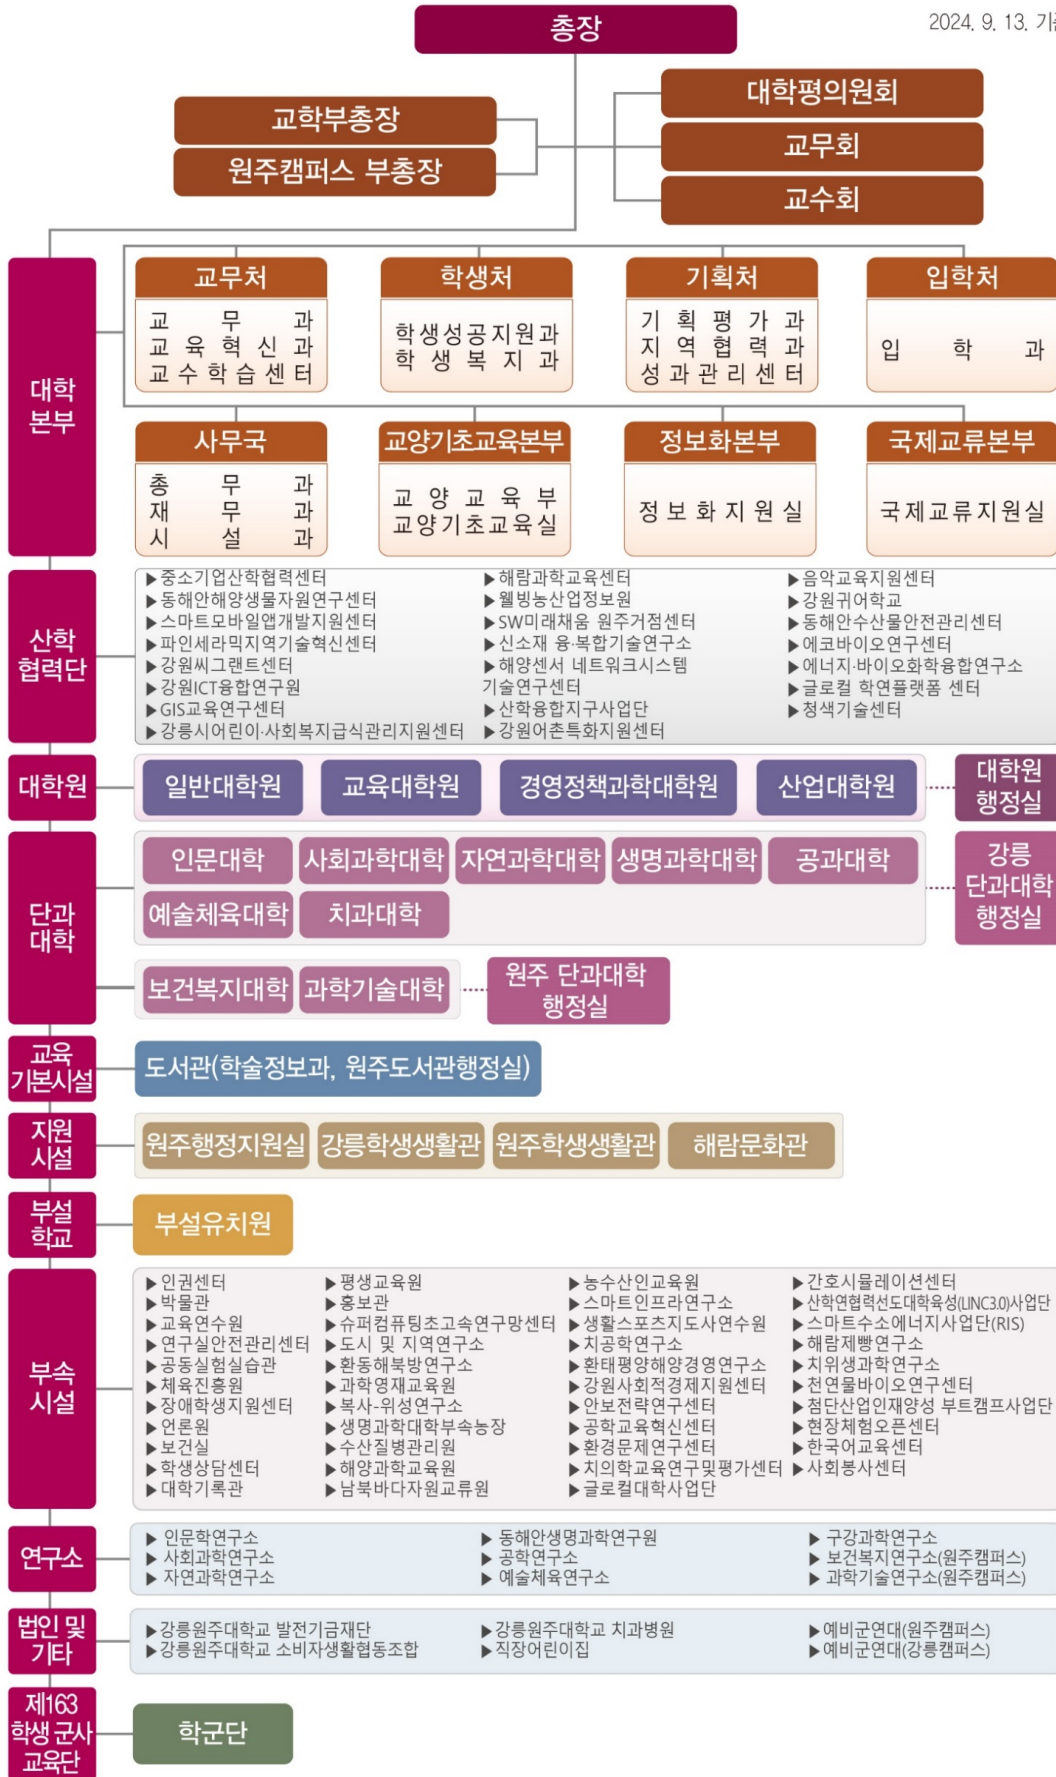 2024. 9. 13. 기준
총장
교학부총장
원주캠퍼스 부총장
대학평의원회
교무회
교수회
대학
본부
교무처
교 무 과
교 육 혁 신 과
교 수 학 습 센 터
학생처
학생성공지원과
학 생 복 지 과
기획처
기 획 평 가 과
지 역 협 력 과
성 과 관 리 센 터
입학처
입 학 과
사무국
총 무 과
재 무 과
시 설 과
교양기초교육본부
교 양 교 육 부
교양기초교육실
정보화본부
정 보 화 지 원 실
국제교류본부
국제교류지원실
산학
협력단
▶중소기업산학협력센터
▶동해안해양생물자원연구센터
▶스마트모바일앱개발지원센터
▶파인세라믹지역기술혁신센터
▶강원씨그랜트센터
▶강원ICT융합연구원
▶GIS교육연구센터
▶강릉시어린이·사회복지급식관리지원센터
▶해람과학교육센터
▶웰빙농산업정보원
▶SW미래채움 원주거점센터
▶신소재 융·복합기술연구소
▶해양센서 네트워크시스템
기술연구센터
▶산학융합지구사업단
▶강원어촌특화지원센터
▶음악교육지원센터
▶강원귀어학교
▶동해안수산물안전관리센터
▶에코바이오연구센터
▶에너지·바이오화학융합연구소
▶글로컬 학연플랫폼 센터
▶청색기술센터
대학원
일반대학원
교육대학원
경영정책과학대학원
산업대학원
대학원
행정실
단과
대학
인문대학
사회과학대학
자연과학대학
생명과학대학
공과대학
예술체육대학
치과대학
강릉
단과대학
행정실
보건복지대학
과학기술대학
원주 단과대학
행정실
교육
기본시설
도서관(학술정보과, 원주도서관행정실)
지원
시설
원주행정지원실
강릉학생생활관
원주학생생활관
해람문화관
부설
학교
부설유치원
부속
시설
▶인권센터
▶박물관
▶교육연수원
▶연구실안전관리센터
▶공동실험실습관
▶체육진흥원
▶장애학생지원센터
▶언론원
▶보건실
▶학생상담센터
▶대학기록관
▶평생교육원
▶홍보관
▶슈퍼컴퓨팅초고속연구망센터
▶도시 및 지역연구소
▶환동해북방연구소
▶과학영재교육원
▶복사-위성연구소
▶생명과학대학부속농장
▶수산질병관리원
▶해양과학교육원
▶남북바다자원교류원
▶농수산인교육원
▶스마트인프라연구소
▶생활스포츠지도사연수원
▶치공학연구소
▶환태평양해양경영연구소
▶강원사회적경제지원센터
▶안보전략연구센터
▶공학교육혁신센터
▶환경문제연구센터
▶치의학교육연구및평가센터
▶글로컬대학사업단
▶간호시뮬레이션센터
▶산학연협력선도대학육성(LINC3.0)사업단
▶스마트수소에너지사업단(RIS)
▶해람제빵연구소
▶치위생과학연구소
▶천연물바이오연구센터
▶첨단산업인재양성 부트캠프사업단
▶현장체험오픈센터
▶한국어교육센터
▶사회봉사센터
연구소
▶ 인문학연구소
▶ 사회과학연구소
▶ 자연과학연구소
▶ 동해안생명과학연구원
▶ 공학연구소
▶ 예술체육연구소
▶ 구강과학연구소
▶ 보건복지연구소(원주캠퍼스)
▶ 과학기술연구소(원주캠퍼스)
법인 및
기타
▶강릉원주대학교 발전기금재단
▶강릉원주대학교 소비자생활협동조합
▶강릉원주대학교 치과병원
▶직장어린이집
▶예비군연대(원주캠퍼스)
▶예비군연대(강릉캠퍼스)
제163
학생 군사
교육단
학군단